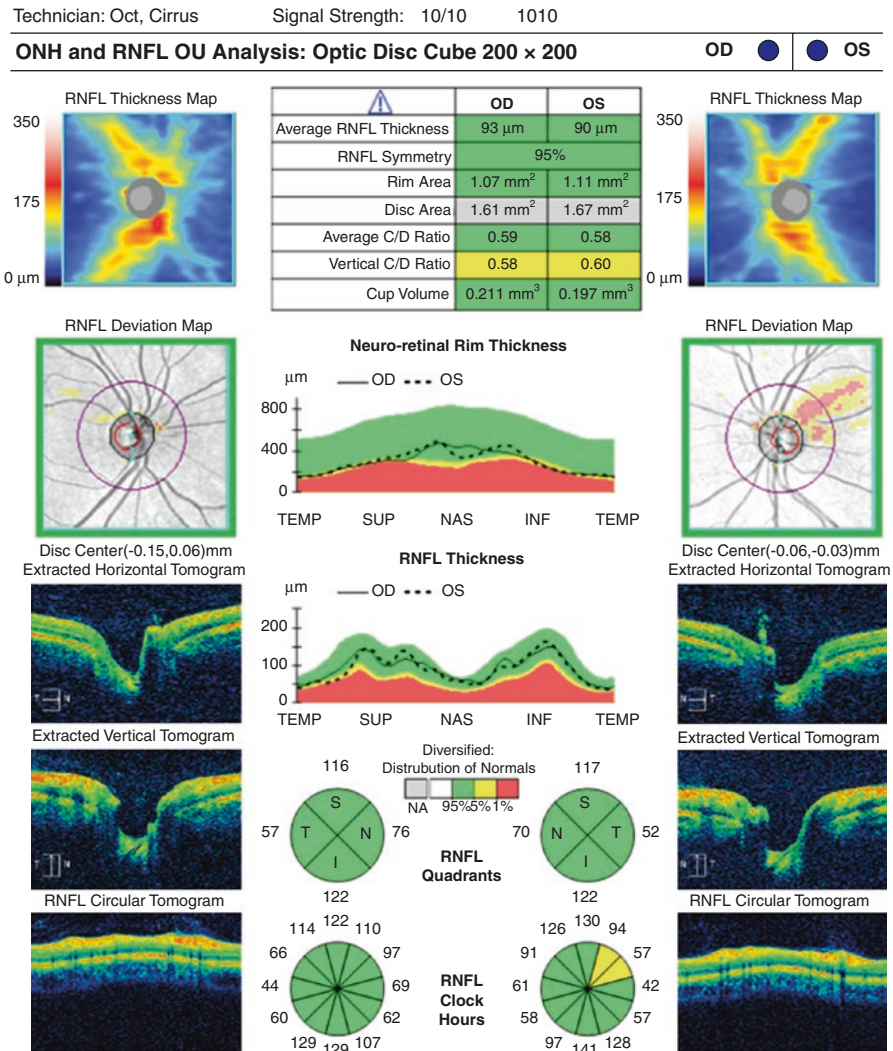 Technician: Oct, Cirrus Signal Strength: 10/10 1010
ONH and RNFL OU Analysis: Optic Disc Cube 200 × 200 OD OS
RNFL Thickness Map
350
175
0 μm
OD OS
Average RNFL Thickness 93 μm 90 μm
RNFL Symmetry 95%
Rim Area 1.07 mm² 1.11 mm²
Disc Area 1.61 mm² 1.67 mm²
Average C/D Ratio 0.59 0.58
Vertical C/D Ratio 0.58 0.60
Cup Volume 0.211 mm³ 0.197 mm³
RNFL Thickness Map
350
175
0 μm
RNFL Deviation Map
Disc Center(-0.15,0.06)mm
Neuro-retinal Rim Thickness
μm OD OS
800
400
0
TEMP SUP NAS INF TEMP
RNFL Deviation Map
Disc Center(-0.06,-0.03)mm
Extracted Horizontal Tomogram
T N
RNFL Thickness
μm OD OS
200
100
0
TEMP SUP NAS INF TEMP
Extracted Horizontal Tomogram
T N
Extracted Vertical Tomogram
T N
Diversified:
Distrubution of Normals
NA 95% 5% 1%
116
S
57 T N 76
I
122
RNFL
Quadrants
117
S
70 N T 52
I
122
Extracted Vertical Tomogram
T N
RNFL Circular Tomogram
122
114 110
66 97
44 69
60 62
129 107
129
RNFL
Clock
Hours
130
126 94
91 57
61 42
58 57
97 128
141
RNFL Circular Tomogram